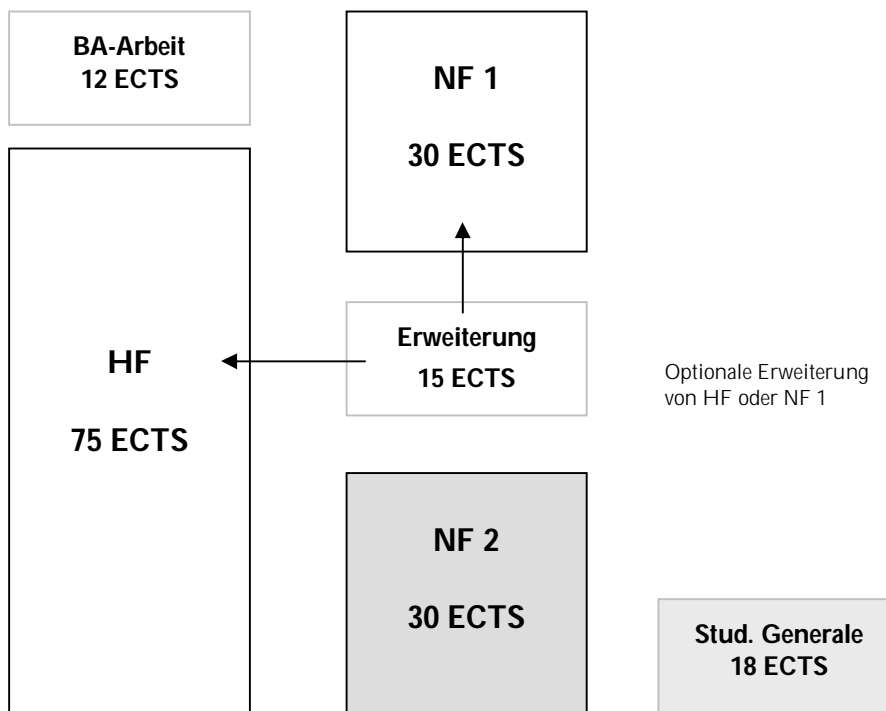 BA-Arbeit
12 ECTS
NF 1
30 ECTS
Erweiterung
15 ECTS
HF
75 ECTS
Optionale Erweiterung
von HF oder NF 1
NF 2
30 ECTS
Stud. Generale
18 ECTS